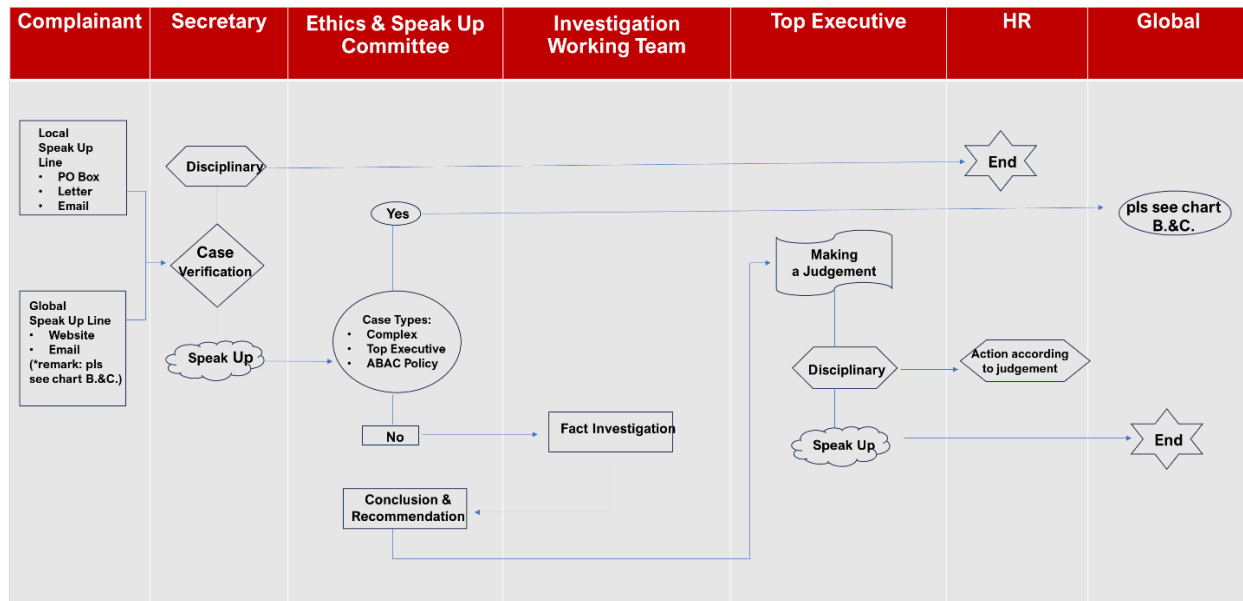 Complainant
Secretary
Ethics & Speak Up
Committee
Investigation
Working Team
Top Executive
HR
Global
Local
Speak Up
Line
• PO Box
• Letter
• Email
Global
Speak Up Line
• Website
• Email
(*remark: pls
see chart B.&C.)
Disciplinary
Case
Verification
Speak Up
Yes
Case Types:
• Complex
• Top Executive
• ABAC Policy
No
Conclusion &
Recommendation
Fact Investigation
Making
a Judgement
Disciplinary
Speak Up
End
Action according
to judgement
pls see chart
B.&C.
End